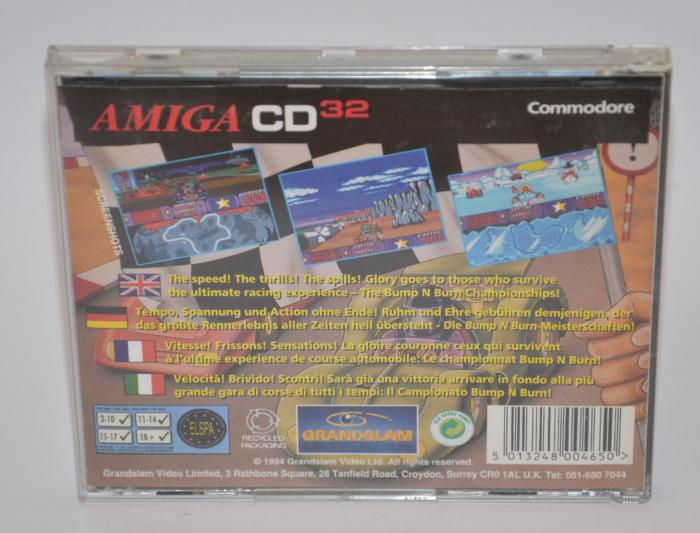 AMIGA CD32
Commodore
SCREENSHOTS
The speed! The thrills! The spills! Glory goes to those who survive
the ultimate racing experience – The Bump N Burn Championships!
Tempo, Spannung und Action ohne Ende! Ruhm und Ehre gebühren demjenigen, der
das größte Rennerlebnis aller Zeiten heil übersteht - Die Bump N Burn-Meisterschaften!
Vitesse! Frissons! Sensations! La gloire couronne ceux qui survivent
à l'ultime expérience de course automobile. Le championnat Bump N Burn!
Velocità! Brivido! Scontri! Sarà già una vittoria arrivare in fondo alla più
grande gara di corse di tutti i tempi: Il Campionato Bump N Burn!
3-10 11-14
15-17 18+
ELSPA
RECYCLED
PACKAGING
GRANDSLAM
DER GRÜNE PUNKT
5 013248 004650
© 1994 Grandslam Video Ltd. All rights reserved.
Grandslam Video Limited, 3 Rathbone Square, 28 Tanfield Road, Croydon, Surrey CR0 1AL U.K. Tel: 081-680 7044